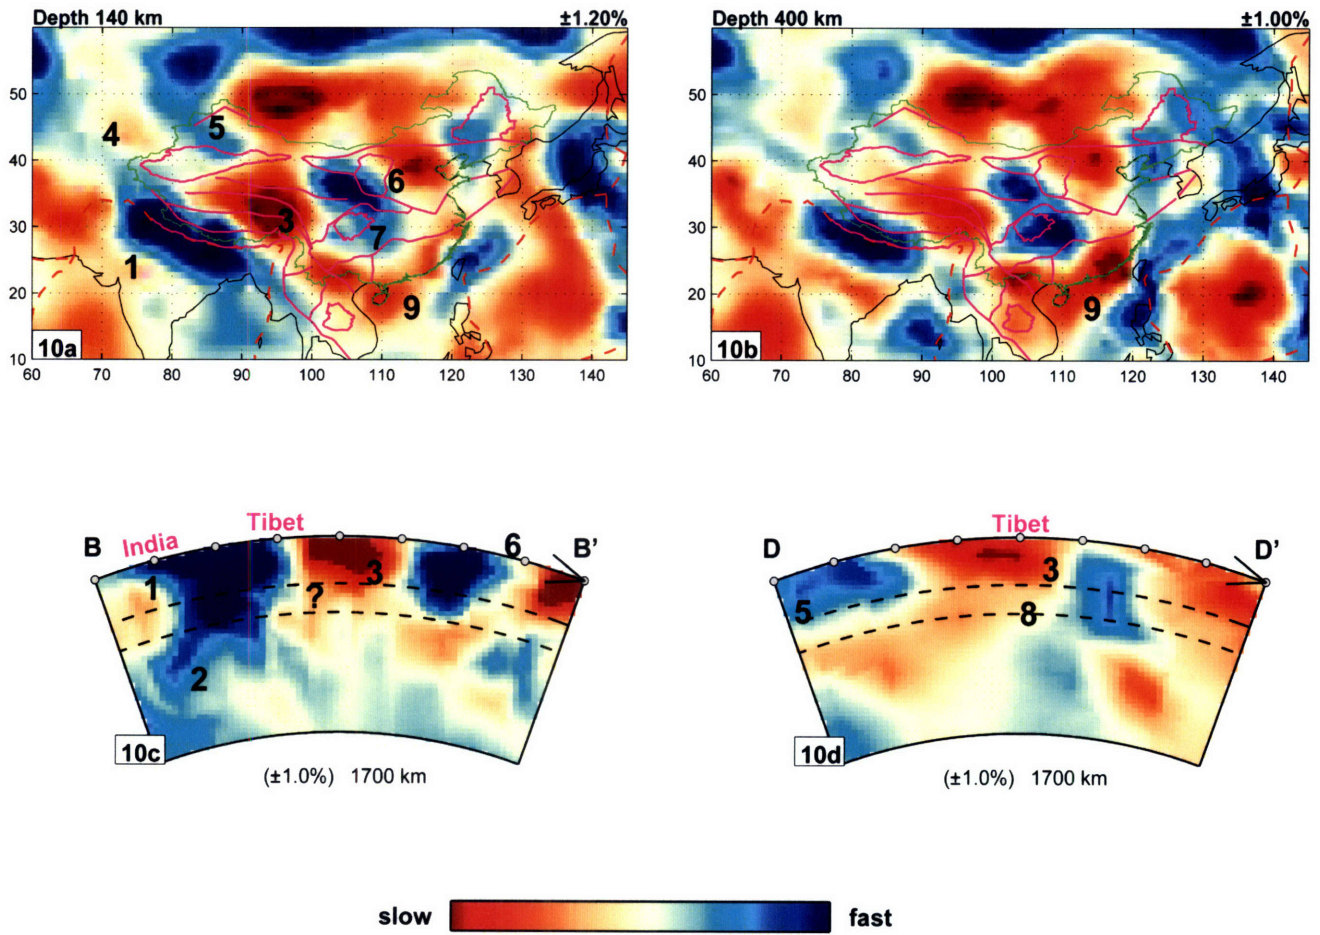 Depth 140 km ±1.20%
50
40
30
20
10
4
5
6
3
7
1
9
10a
60 70 80 90 100 110 120 130 140
Depth 400 km ±1.00%
50
40
30
20
10
9
10b
60 70 80 90 100 110 120 130 140
B India Tibet 6 B'
1 3
?
2
10c
(±1.0%) 1700 km
D Tibet D'
3
5 8
10d
(±1.0%) 1700 km
slow fast